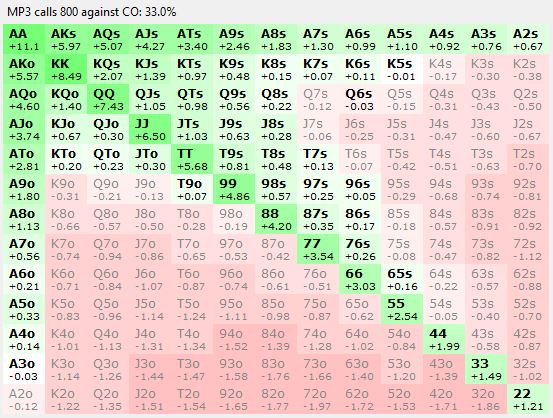 MP3 calls 800 against CO: 33.0%
AA AKs AQs AJs ATs A9s A8s A7s A6s A5s A4s A3s A2s
+11.1 +5.97 +5.07 +4.27 +3.40 +2.46 +1.83 +1.30 +0.99 +1.10 +0.92 +0.76 +0.67
AKo KK KQs KJs KTs K9s K8s K7s K6s K5s K4s K3s K2s
+5.57 +8.49 +2.07 +1.39 +0.97 +0.48 +0.15 +0.07 +0.11 -0.01 -0.17 -0.30 -0.38
AQo KQo QQ QJs QTs Q9s Q8s Q7s Q6s Q5s Q4s Q3s Q2s
+4.60 +1.40 +7.43 +1.05 +0.98 +0.56 +0.22 -0.12 -0.03 -0.15 -0.31 -0.43 -0.50
AJo KJo QJo JJ JTs J9s J8s J7s J6s J5s J4s J3s J2s
+3.74 +0.67 +0.30 +6.50 +1.03 +0.63 +0.28 -0.06 -0.25 -0.31 -0.47 -0.60 -0.67
ATo KTo QTo JTo TT T9s T8s T7s T6s T5s T4s T3s T2s
+2.81 +0.20 +0.23 +0.30 +5.68 +0.81 +0.48 +0.13 -0.07 -0.42 -0.51 -0.63 -0.70
A9o K9o Q9o J9o T9o 99 98s 97s 96s 95s 94s 93s 92s
+1.80 -0.31 -0.21 -0.13 +0.07 +4.86 +0.57 +0.25 +0.05 -0.29 -0.68 -0.74 -0.81
A8o K8o Q8o J8o T8o 98o 88 87s 86s 85s 84s 83s 82s
+1.13 -0.66 -0.57 -0.50 -0.28 -0.19 +4.20 +0.35 +0.17 -0.18 -0.57 -0.91 -0.92
A7o K7o Q7o J7o T7o 97o 87o 77 76s 75s 74s 73s 72s
+0.56 -0.74 -0.94 -0.86 -0.65 -0.53 -0.42 +3.54 +0.26 -0.08 -0.47 -0.82 -1.12
A6o K6o Q6o J6o T6o 96o 86o 76o 66 65s 64s 63s 62s
+0.21 -0.71 -0.84 -1.07 -0.87 -0.74 -0.61 -0.51 +3.03 +0.16 -0.22 -0.57 -0.88
A5o K5o Q5o J5o T5o 95o 85o 75o 65o 55 54s 53s 52s
+0.33 -0.83 -0.96 -1.14 -1.24 -1.11 -0.98 -0.87 -0.62 +2.54 -0.05 -0.40 -0.70
A4o K4o Q4o J4o T4o 94o 84o 74o 64o 54o 44 43s 42s
+0.14 -1.01 -1.13 -1.31 -1.34 -1.52 -1.39 -1.28 -1.02 -0.84 +1.99 -0.58 -0.87
A3o K3o Q3o J3o T3o 93o 83o 73o 63o 53o 43o 33 32s
-0.03 -1.14 -1.26 -1.44 -1.47 -1.58 -1.76 -1.66 -1.40 -1.20 -1.39 +1.49 -1.02
A2o K2o Q2o J2o T2o 92o 82o 72o 62o 52o 42o 32o 22
-0.12 -1.22 -1.35 -1.51 -1.54 -1.65 -1.77 -1.97 -1.72 -1.53 -1.71 -1.86 +1.21